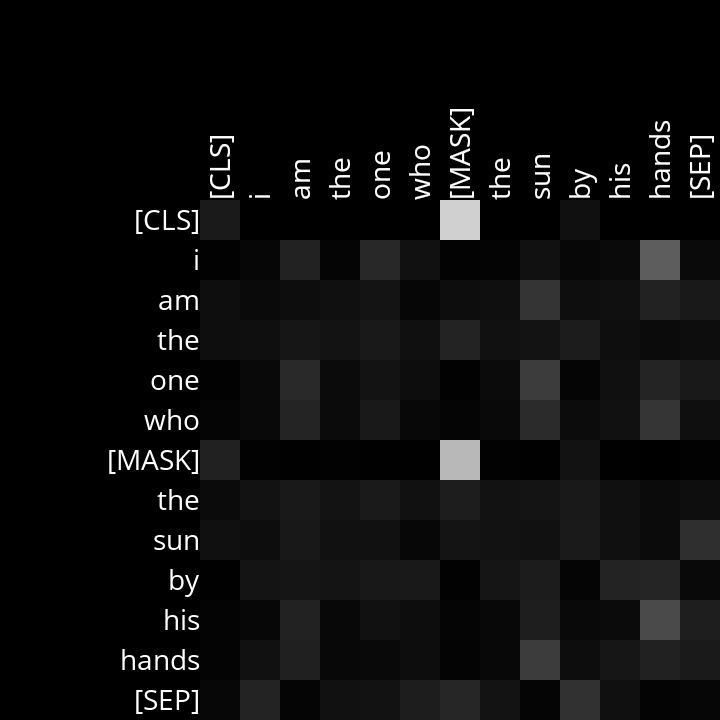 [CLS] i am the one who [MASK] the sun by his hands [SEP]
[CLS]
i
am
the
one
who
[MASK]
the
sun
by
his
hands
[SEP]